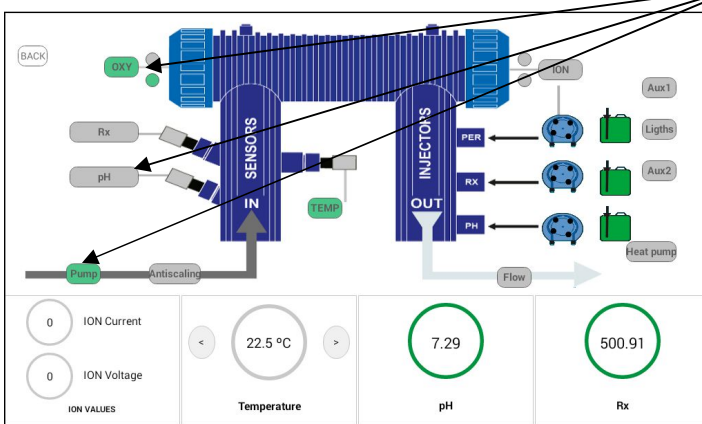 BACK
OXY
ION
Aux1
Rx
SENSORS
INJECTORS
PER
Ligths
pH
RX
Aux2
TEMP
IN
OUT
PH
Heat pump
Pump
Antiscaling
Flow
0
ION Current
0
ION Voltage
ION VALUES
<
22.5 ºC
>
Temperature
7.29
pH
500.91
Rx